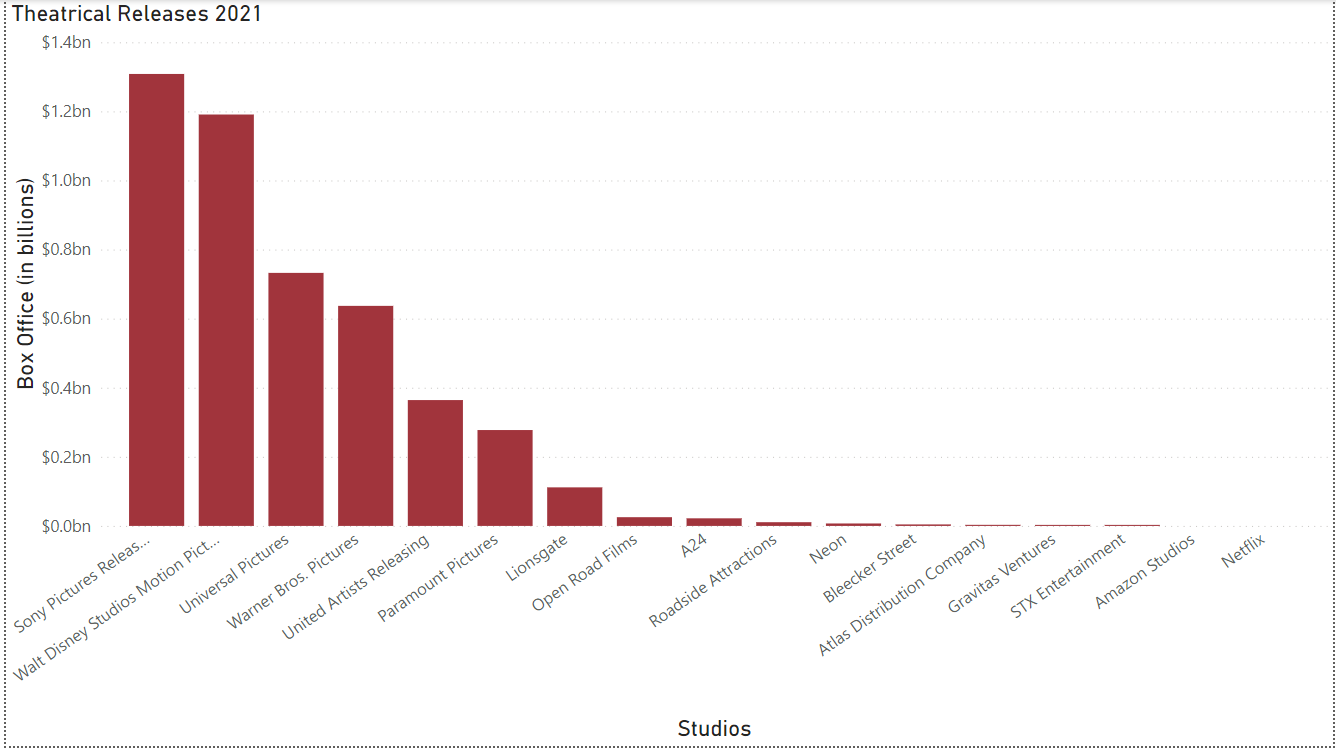 Theatrical Releases 2021
$1.4bn
$1.2bn
$1.0bn
$0.8bn
$0.6bn
$0.4bn
$0.2bn
$0.0bn
Box Office (in billions)
Sony Pictures Releas...
Walt Disney Studios Motion Pict...
Universal Pictures
Warner Bros. Pictures
United Artists Releasing
Paramount Pictures
Lionsgate
Open Road Films
A24
Roadside Attractions
Neon
Bleecker Street
Atlas Distribution Company
Gravitas Ventures
STX Entertainment
Amazon Studios
Netflix
Studios